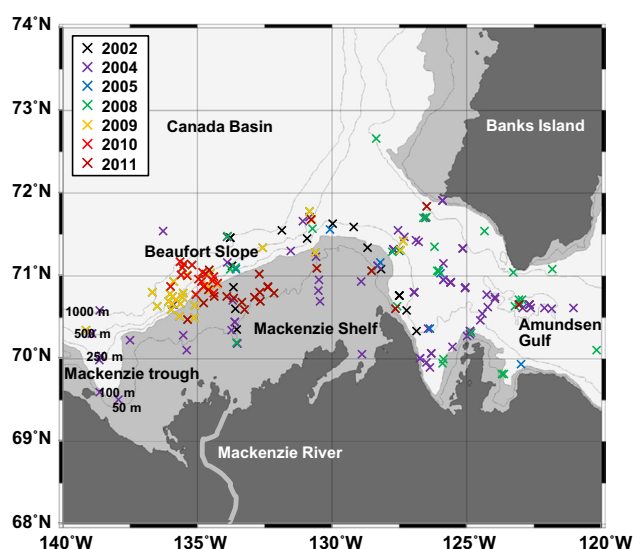 74˚N
73˚N
72˚N
71˚N
70˚N
69˚N
68˚N
2002
2004
2005
2008
2009
2010
2011
Canada Basin
Banks Island
Beaufort Slope
1000 m
500 m
250 m
100 m
50 m
Mackenzie Shelf
Amundsen
Gulf
Mackenzie trough
Mackenzie River
140˚W
135˚W
130˚W
125˚W
120˚W